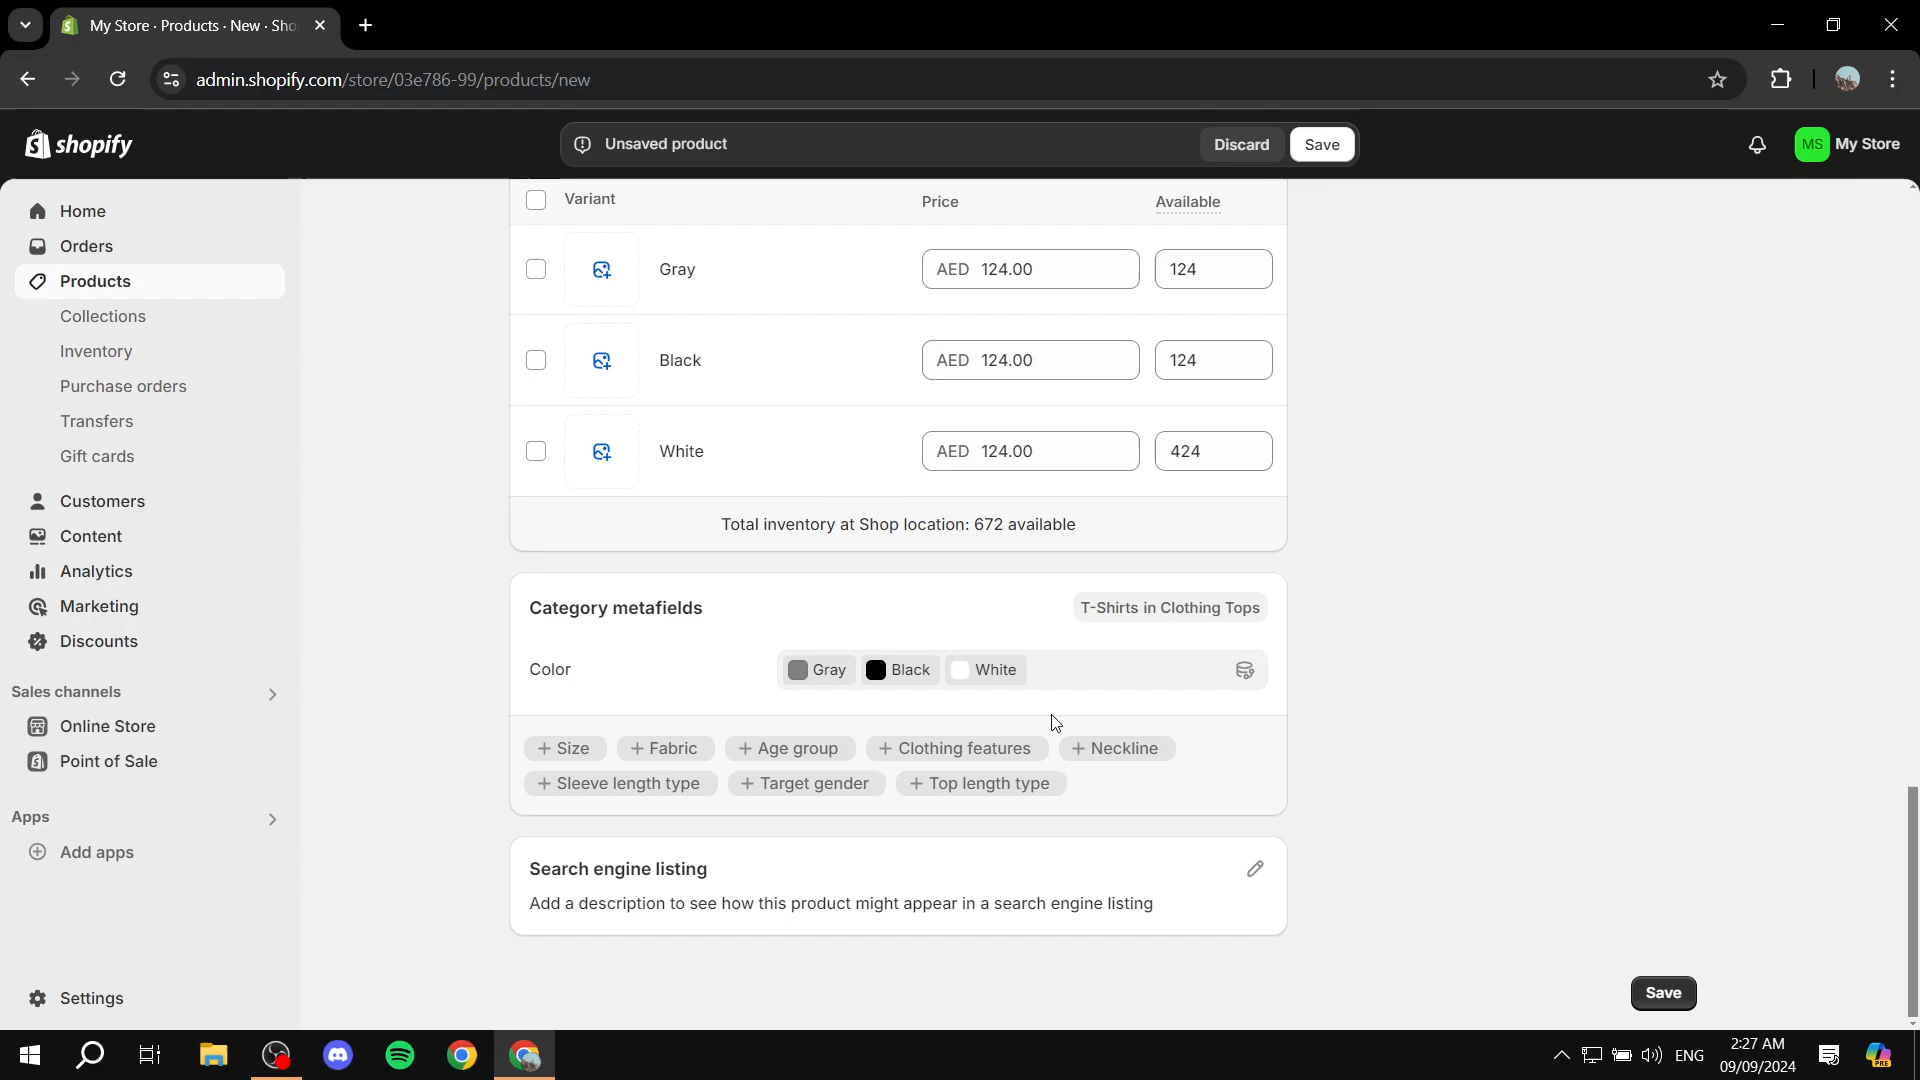 My Store · Products · New · Sho
admin.shopify.com/store/03e786-99/products/new
shopify
Unsaved product
Discard
Save
MS
My Store
Home
Orders
Products
Collections
Inventory
Purchase orders
Transfers
Gift cards
Customers
Content
Analytics
Marketing
Discounts
Sales channels
Online Store
Point of Sale
Apps
Add apps
Settings
Variant
Price
Available
Gray
AED 124.00
124
Black
AED 124.00
124
White
AED 124.00
424
Total inventory at Shop location: 672 available
Category metafields
T-Shirts in Clothing Tops
Color
Gray
Black
White
+ Size
+ Fabric
+ Age group
+ Clothing features
+ Neckline
+ Sleeve length type
+ Target gender
+ Top length type
Search engine listing
Add a description to see how this product might appear in a search engine listing
Save
ENG
2:27 AM
09/09/2024
PRE